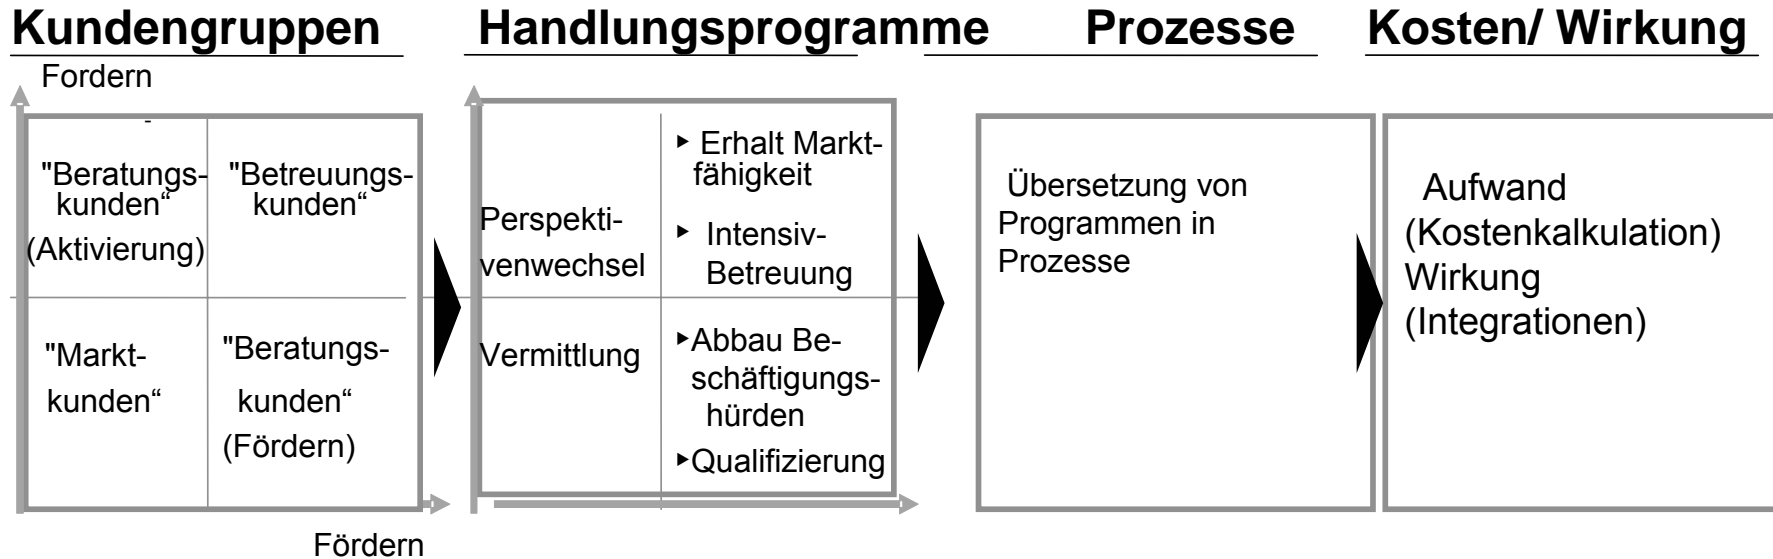 Kundengruppen
Handlungsprogramme
Prozesse
Kosten/ Wirkung
Fordern
"Beratungs-
kunden“
(Aktivierung)
"Betreuungs-
kunden“
"Markt-
kunden“
"Beratungs-
kunden“
(Fördern)
Fördern
Perspekti-
venwechsel
‣ Erhalt Markt-
fähigkeit
‣ Intensiv-
Betreuung
Vermittlung
‣Abbau Be-
schäftigungs-
hürden
‣Qualifizierung
Übersetzung von
Programmen in
Prozesse
Aufwand
(Kostenkalkulation)
Wirkung
(Integrationen)